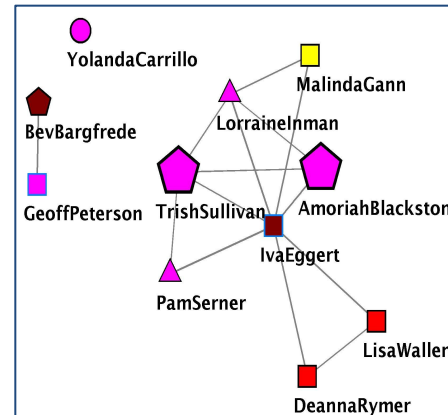 YolandaCarrillo
MalindaGann
BevBargfrede
LorraineInman
GeoffPeterson
TrishSullivan
AmoriahBlackston
IvaEggert
PamSerner
LisaWaller
DeannaRymer